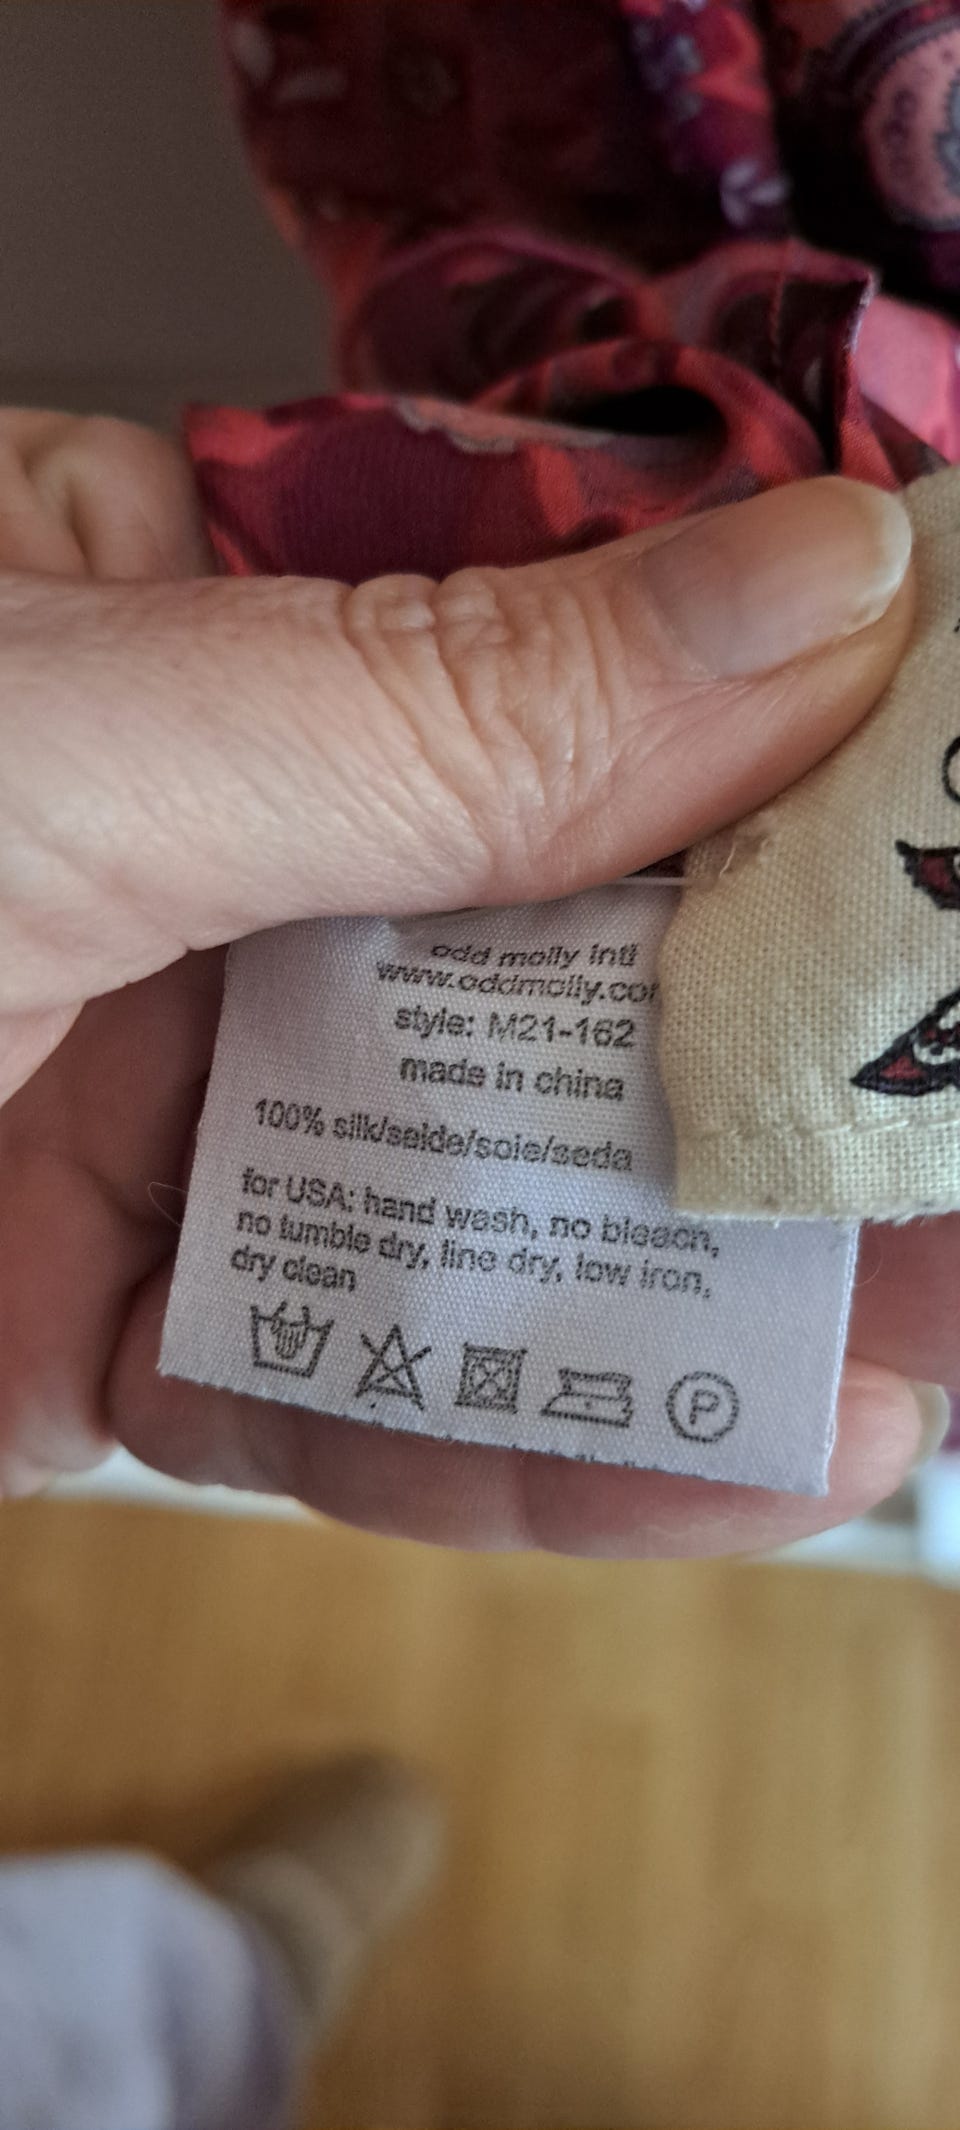 odd molly intl
www.oddmolly.co
style: M21-162
made in china
100% silk/seide/soie/seda
for USA: hand wash, no bleach,
no tumble dry, line dry, low iron,
dry clean
P